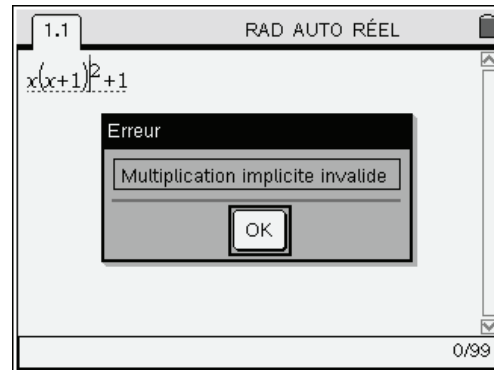 1.1 RAD AUTO RÉEL
x(x+1)²+1
Erreur
Multiplication implicite invalide
OK
0/99